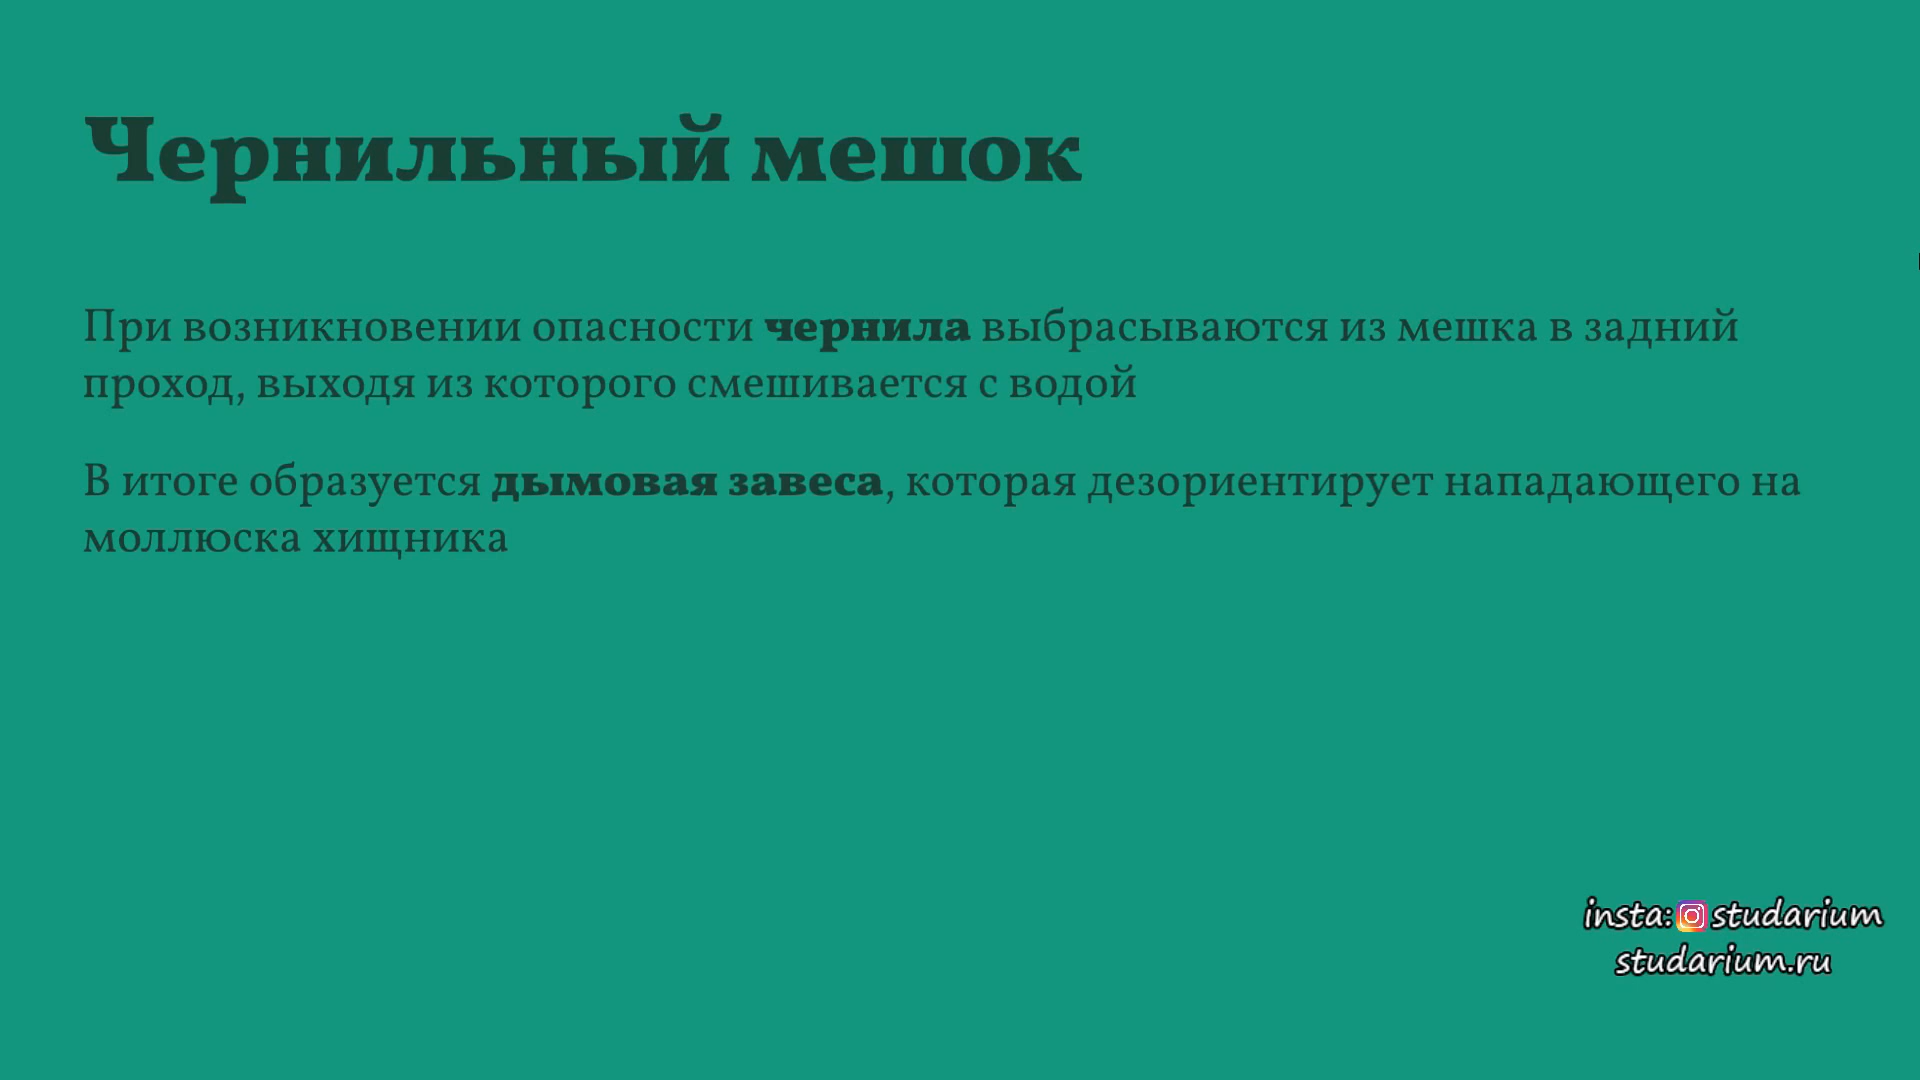 Чернильный мешок
При возникновении опасности чернила выбрасываются из мешка в задний
проход, выходя из которого смешивается с водой
В итоге образуется дымовая завеса, которая дезориентирует нападающего на
моллюска хищника
insta: studarium
studarium.ru